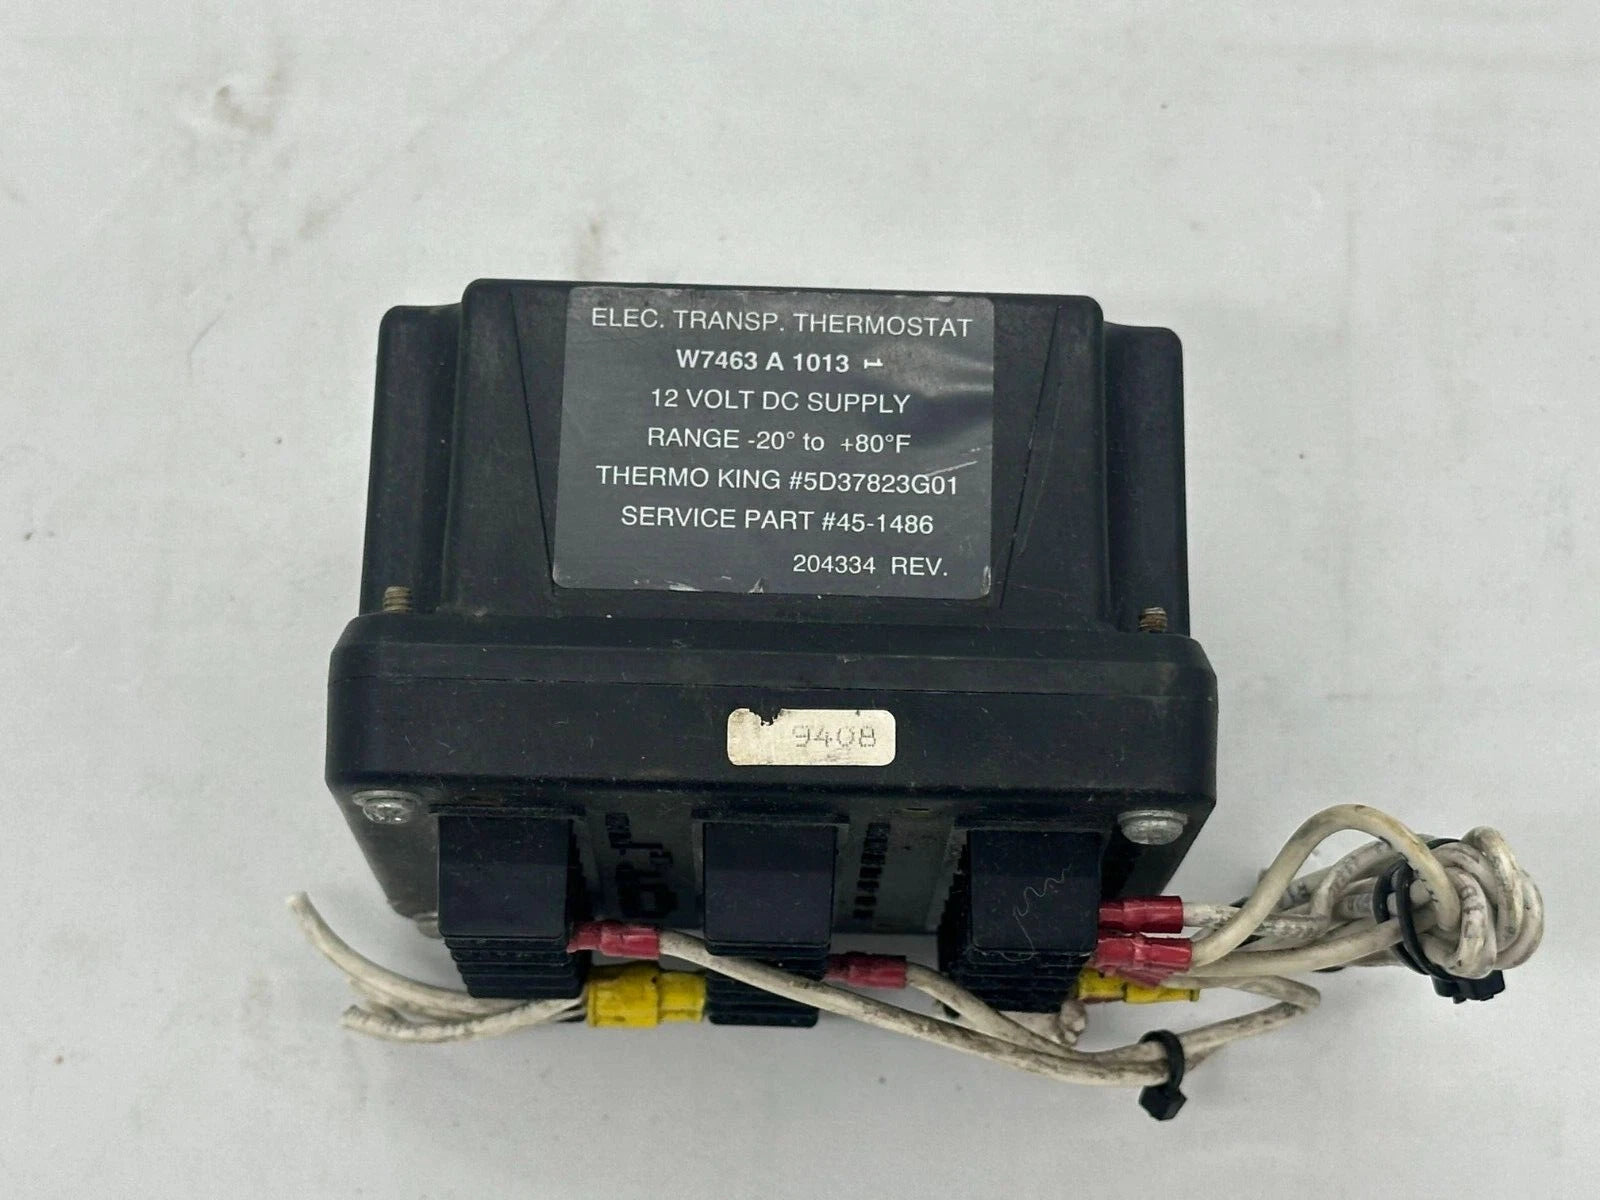 ELEC. TRANSP. THERMOSTAT
W7463 A 1013 1
12 VOLT DC SUPPLY
RANGE -20° to +80°F
THERMO KING #5D37823G01
SERVICE PART #45-1486
204334 REV.
9408